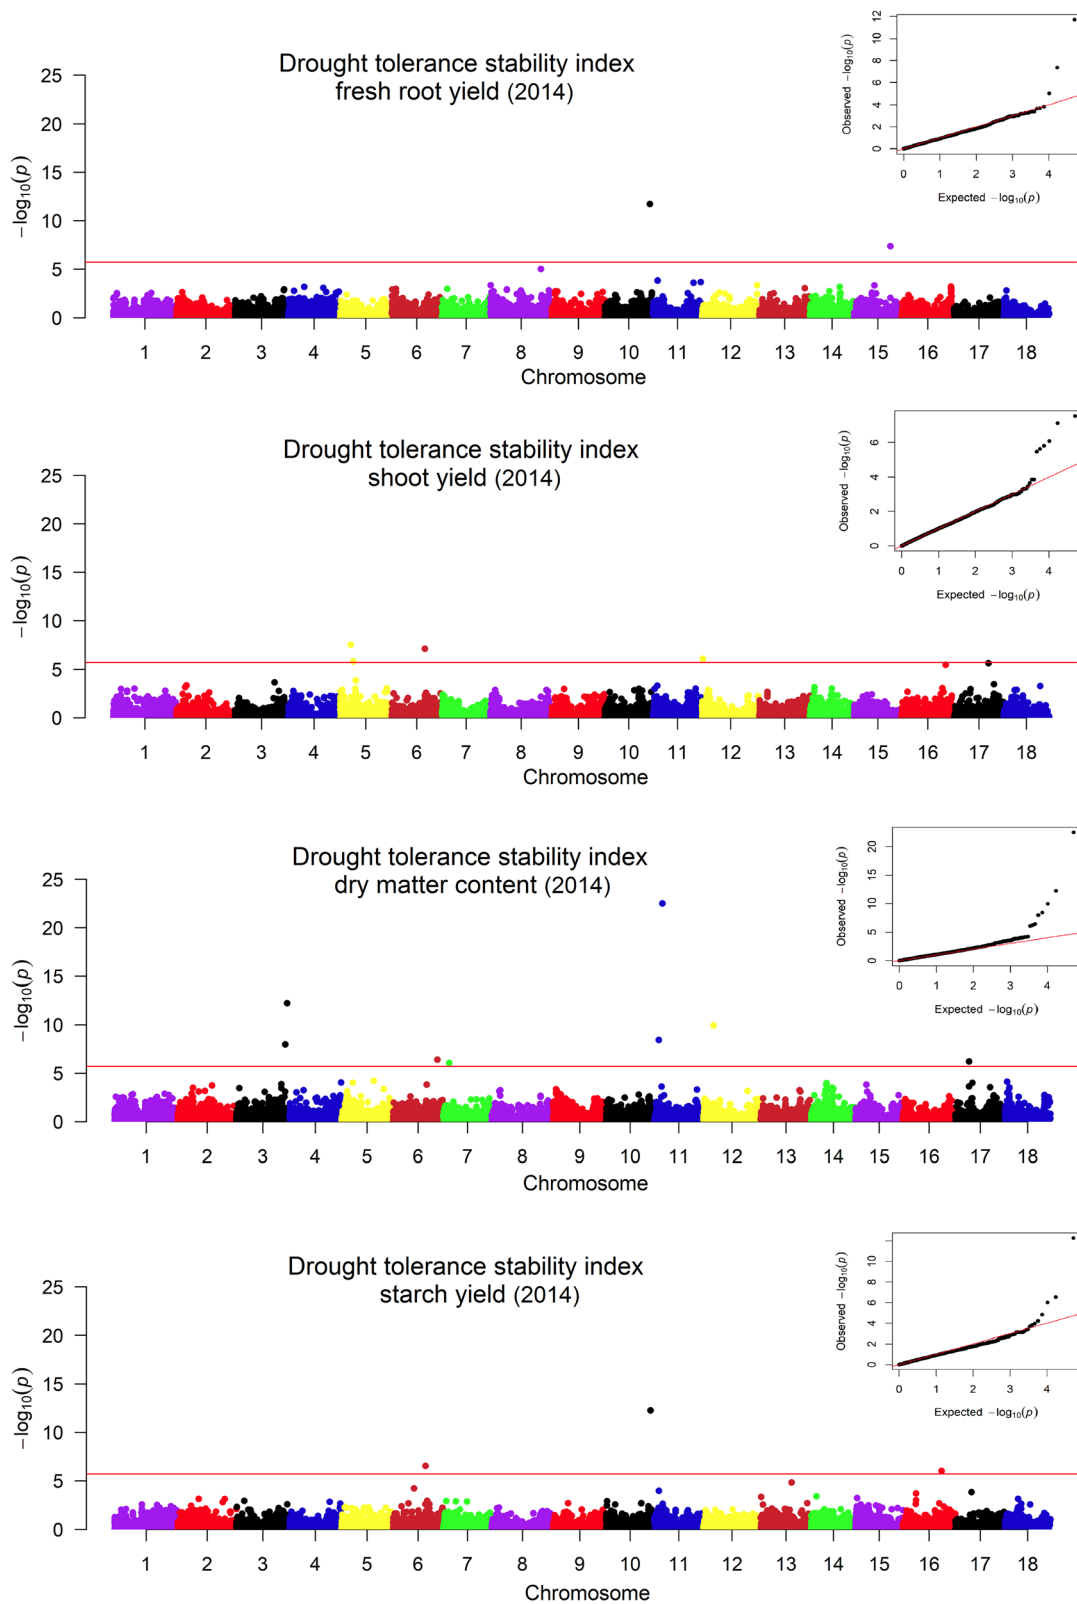 Drought tolerance stability index
fresh root yield (2014)
−log₁₀(p)
25
20
15
10
5
0
1 2 3 4 5 6 7 8 9 10 11 12 13 14 15 16 17 18
Chromosome
Observed −log₁₀(p)
12
10
8
6
4
2
0
0 1 2 3 4
Expected −log₁₀(p)
Drought tolerance stability index
shoot yield (2014)
−log₁₀(p)
25
20
15
10
5
0
1 2 3 4 5 6 7 8 9 10 11 12 13 14 15 16 17 18
Chromosome
Observed −log₁₀(p)
6
4
2
0
0 1 2 3 4
Expected −log₁₀(p)
Drought tolerance stability index
dry matter content (2014)
−log₁₀(p)
25
20
15
10
5
0
1 2 3 4 5 6 7 8 9 10 11 12 13 14 15 16 17 18
Chromosome
Observed −log₁₀(p)
20
15
10
5
0
0 1 2 3 4
Expected −log₁₀(p)
Drought tolerance stability index
starch yield (2014)
−log₁₀(p)
25
20
15
10
5
0
1 2 3 4 5 6 7 8 9 10 11 12 13 14 15 16 17 18
Chromosome
Observed −log₁₀(p)
10
8
6
4
2
0
0 1 2 3 4
Expected −log₁₀(p)